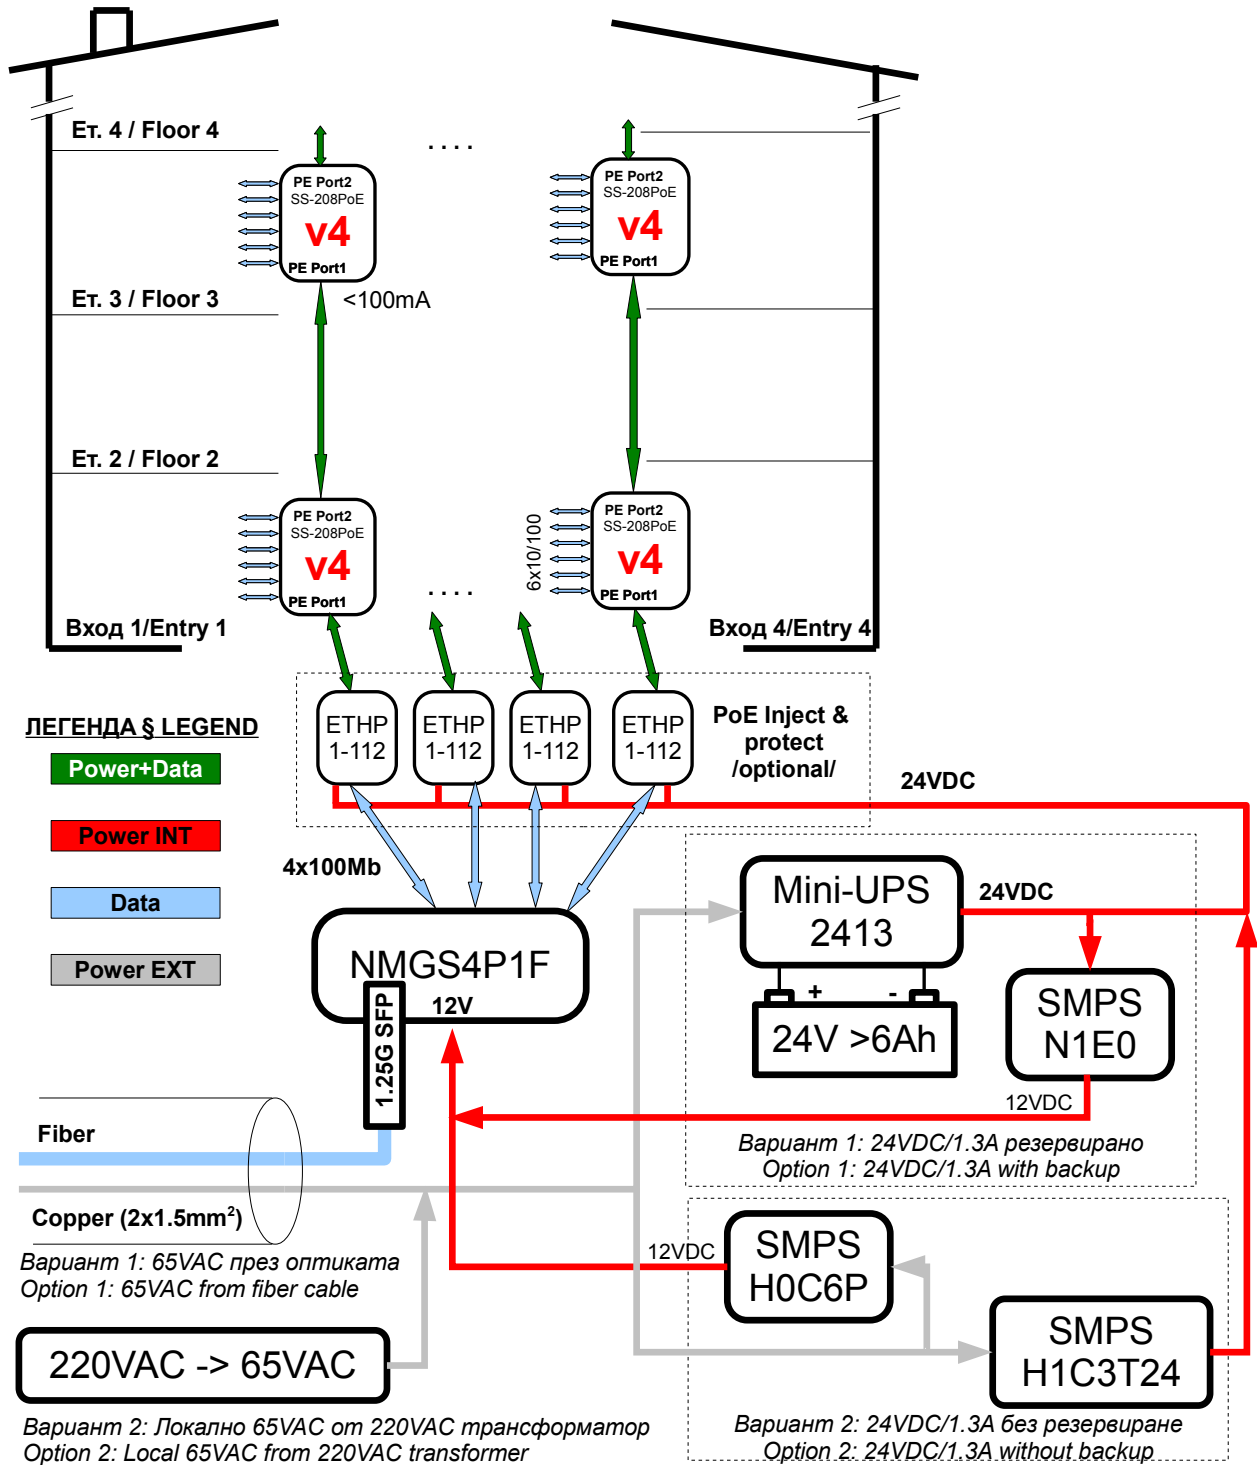 Ет. 4 / Floor 4
. . . .
PE Port2
SS-208PoE
v4
PE Port1
PE Port2
SS-208PoE
v4
PE Port1
Ет. 3 / Floor 3
<100mA
Ет. 2 / Floor 2
PE Port2
SS-208PoE
v4
PE Port1
. . . .
6x10/100
PE Port2
SS-208PoE
v4
PE Port1
Вход 1/Entry 1
Вход 4/Entry 4
ЛЕГЕНДА § LEGEND
Power+Data
Power INT
Data
Power EXT
ETHP
1-112
ETHP
1-112
ETHP
1-112
ETHP
1-112
PoE Inject &
protect
/optional/
24VDC
4x100Mb
NMGS4P1F
12V
1.25G SFP
Mini-UPS
2413
24VDC
+ -
24V >6Ah
SMPS
N1E0
12VDC
Вариант 1: 24VDC/1.3A резервирано
Option 1: 24VDC/1.3A with backup
Fiber
Copper (2x1.5mm²)
Вариант 1: 65VAC през оптиката
Option 1: 65VAC from fiber cable
12VDC
SMPS
H0C6P
SMPS
H1C3T24
220VAC -> 65VAC
Вариант 2: Локално 65VAC от 220VAC трансформатор
Option 2: Local 65VAC from 220VAC transformer
Вариант 2: 24VDC/1.3A без резервиране
Option 2: 24VDC/1.3A without backup